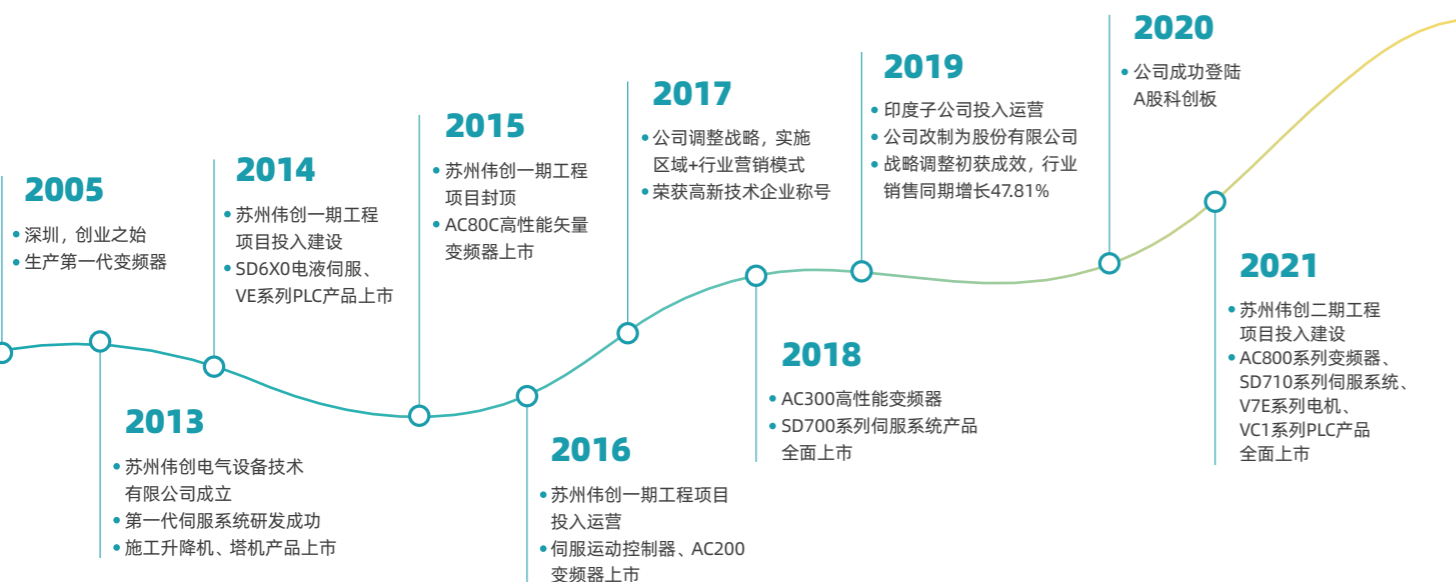 2005
深圳，创业之始
生产第一代变频器
2013
苏州伟创电气设备技术
有限公司成立
第一代伺服系统研发成功
施工升降机、塔机产品上市
2014
苏州伟创一期工程
项目投入建设
SD6X0电液伺服、
VE系列PLC产品上市
2015
苏州伟创一期工程
项目封顶
AC80C高性能矢量
变频器上市
2016
苏州伟创一期工程项目
投入运营
伺服运动控制器、AC200
变频器上市
2017
公司调整战略，实施
区域+行业营销模式
荣获高新技术企业称号
2018
AC300高性能变频器
SD700系列伺服系统产品
全面上市
2019
印度子公司投入运营
公司改制为股份有限公司
战略调整初获成效，行业
销售同期增长47.81%
2020
公司成功登陆
A股科创板
2021
苏州伟创二期工程
项目投入建设
AC800系列变频器、
SD710系列伺服系统、
V7E系列电机、
VC1系列PLC产品
全面上市